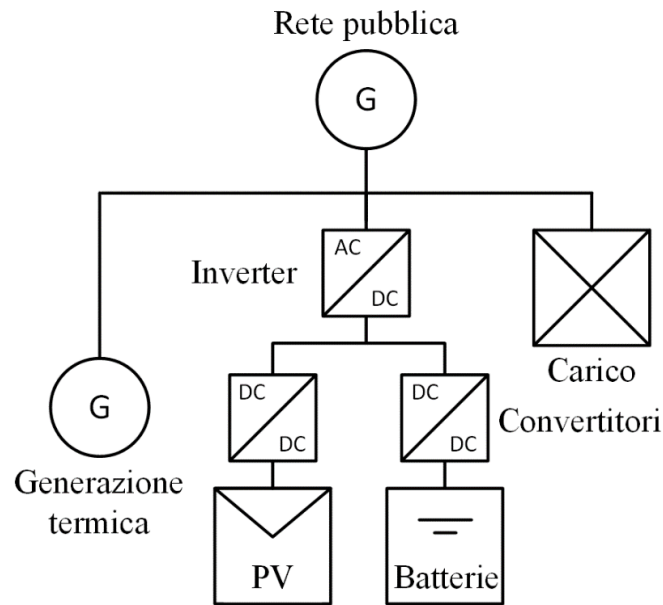 Rete pubblica
G
AC
DC
Inverter
Carico
G
DC
DC
DC
DC
Convertitori
Generazione
termica
PV
Batterie